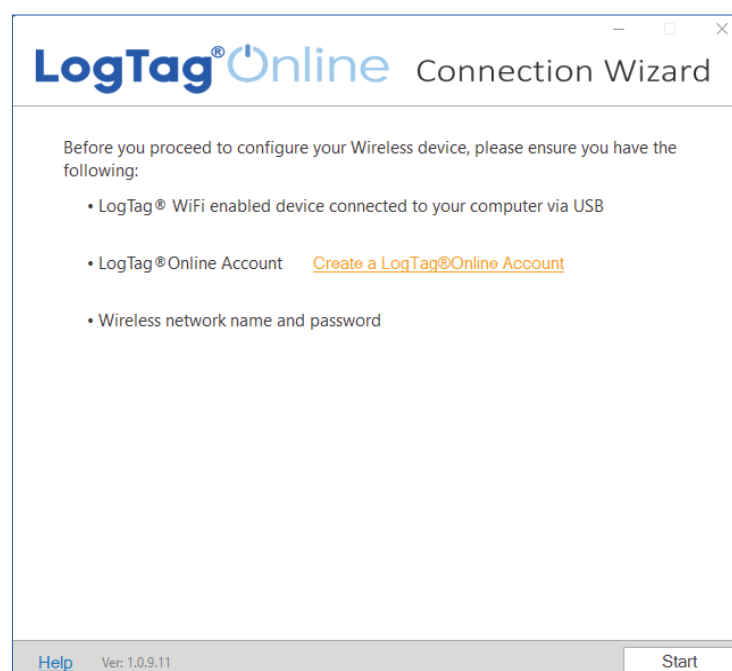 LogTag®Online Connection Wizard
Before you proceed to configure your Wireless device, please ensure you have the
following:
• LogTag® WiFi enabled device connected to your computer via USB
• LogTag®Online Account Create a LogTag®Online Account
• Wireless network name and password
Help Ver: 1.0.9.11 Start